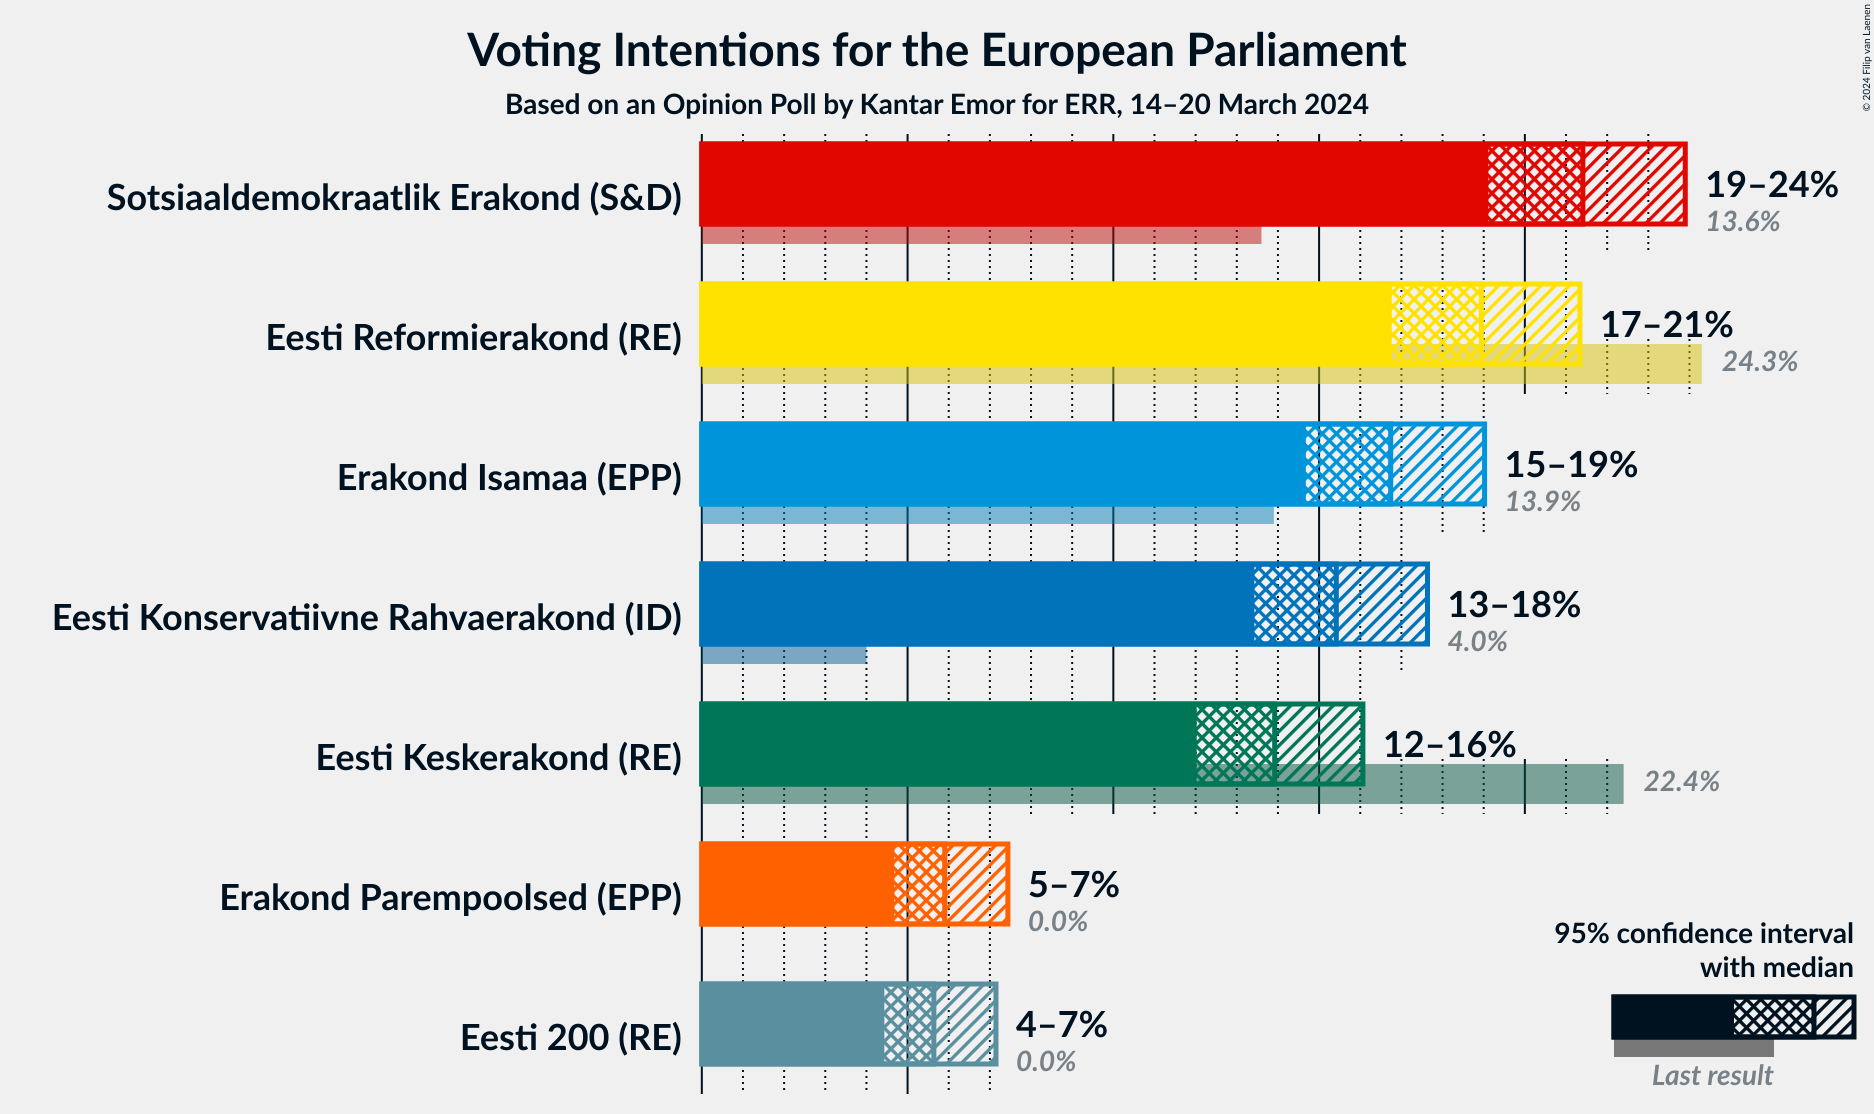 Voting Intentions for the European Parliament
Based on an Opinion Poll by Kantar Emor for ERR, 14–20 March 2024
© 2024 Filip van Laenen
Sotsiaaldemokraatlik Erakond (S&D)
19–24%
13.6%
Eesti Reformierakond (RE)
17–21%
24.3%
Erakond Isamaa (EPP)
15–19%
13.9%
Eesti Konservatiivne Rahvaerakond (ID)
13–18%
4.0%
Eesti Keskerakond (RE)
12–16%
22.4%
Erakond Parempoolsed (EPP)
5–7%
0.0%
Eesti 200 (RE)
4–7%
0.0%
95% confidence interval
with median
Last result